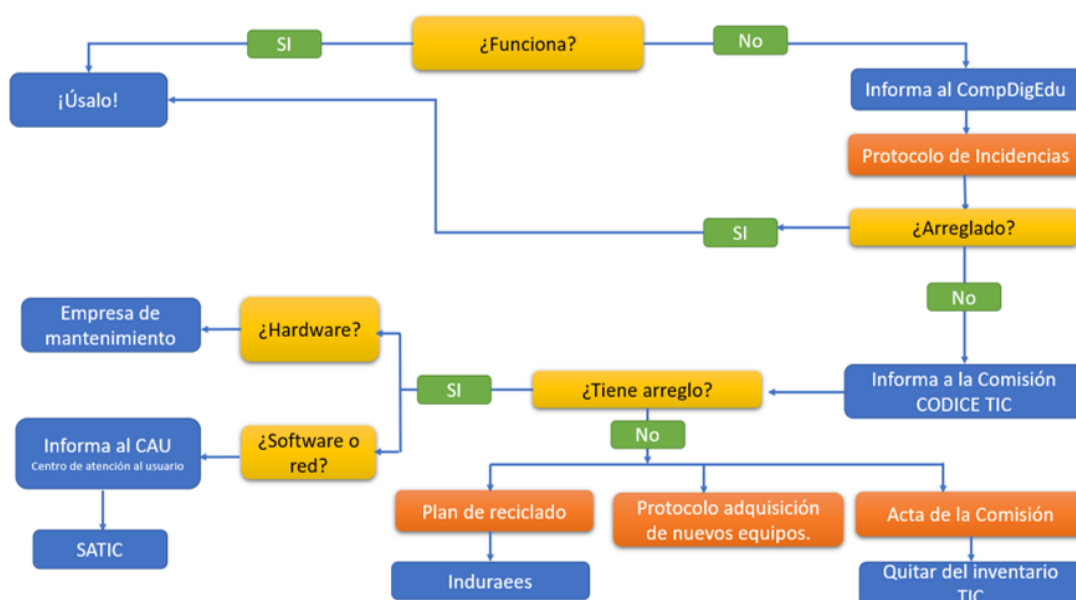 SI
¿Funciona?
No
¡Úsalo!
Informa al CompDigEdu
Protocolo de Incidencias
SI
¿Arreglado?
No
Empresa de
mantenimiento
¿Hardware?
SI
¿Tiene arreglo?
Informa a la Comisión
CODICE TIC
No
Informa al CAU
Centro de atención al usuario
¿Software o
red?
SATIC
Plan de reciclado
Protocolo adquisición
de nuevos equipos.
Acta de la Comisión
Induraees
Quitar del inventario
TIC